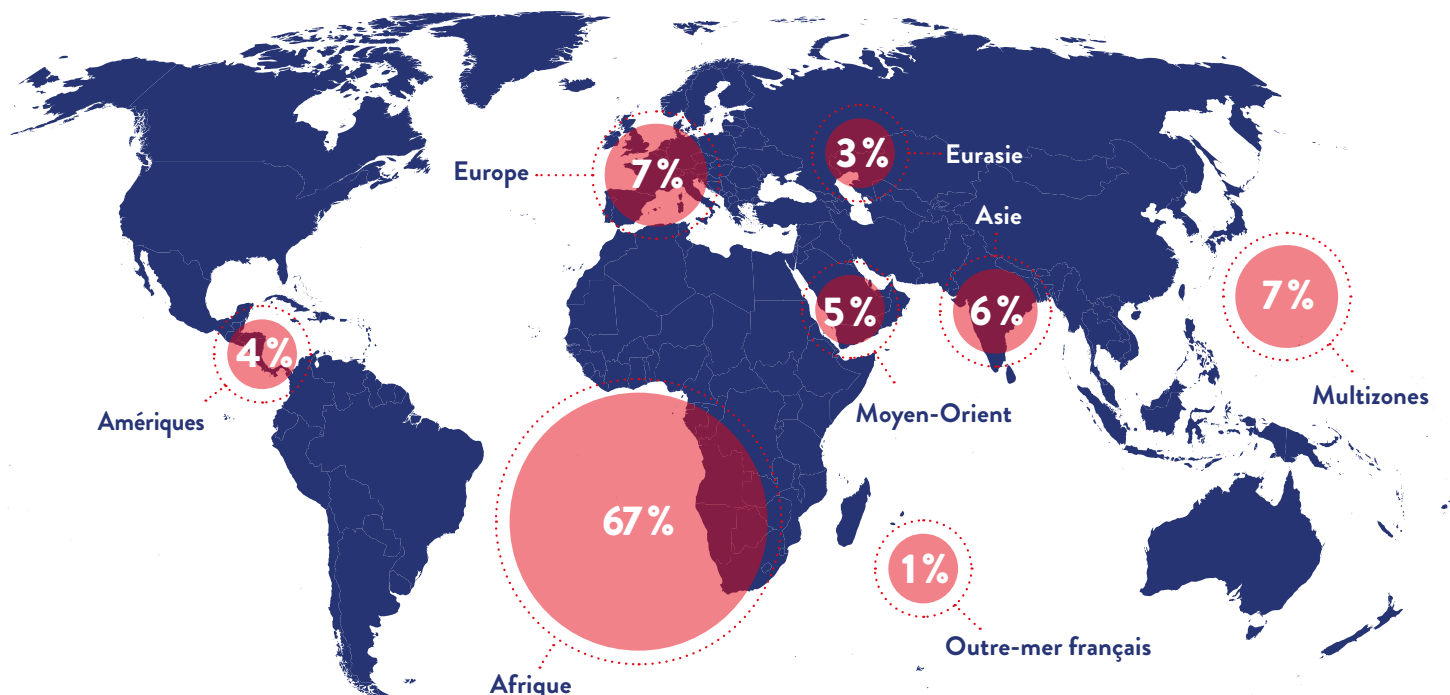 3 %
Eurasie
Europe
7 %
Asie
7 %
5 %
6 %
4 %
Multizones
Moyen-Orient
Amériques
67 %
1 %
Outre-mer français
Afrique